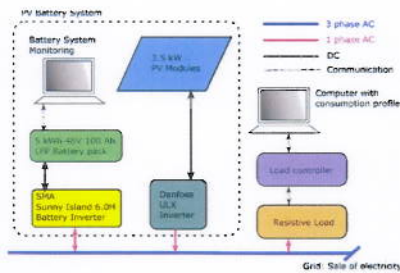 PV Battery System
Battery System
Monitoring
3.5 kW
PV Modules
5 kWh-48V 100 Ah
LFP Battery pack
SMA
Sunny Island 6.0M
Battery Inverter
Danfoss
ULX
Inverter
3 phase AC
1 phase AC
DC
Communication
Computer with
consumption profile
Load controller
Resistive Load
Grid: Sale of electricity